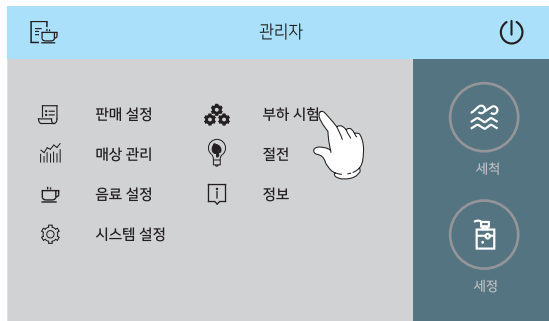 관리자
판매 설정
부하 시험
매상 관리
절전
음료 설정
정보
시스템 설정
세척
세정